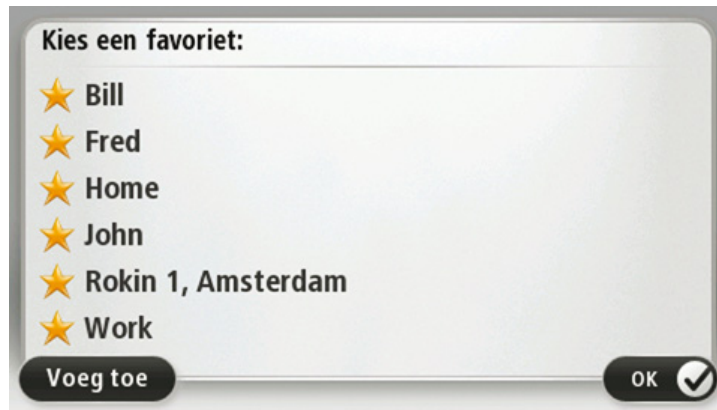 Kies een favoriet:
Bill
Fred
Home
John
Rokin 1, Amsterdam
Work
Voeg toe
OK